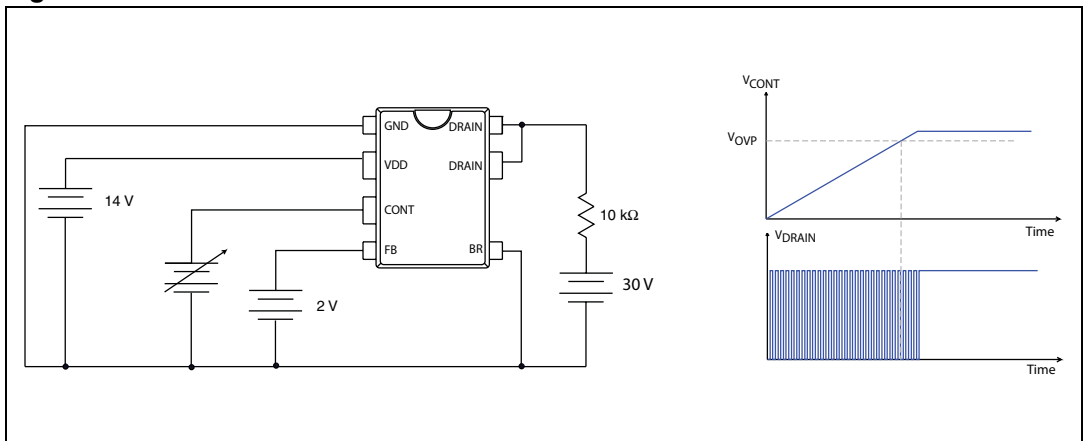 GND
DRAIN
VDD
DRAIN
14 V
CONT
10 kΩ
FB
BR
2 V
30 V
VCONT
VOVP
Time
VDRAIN
Time